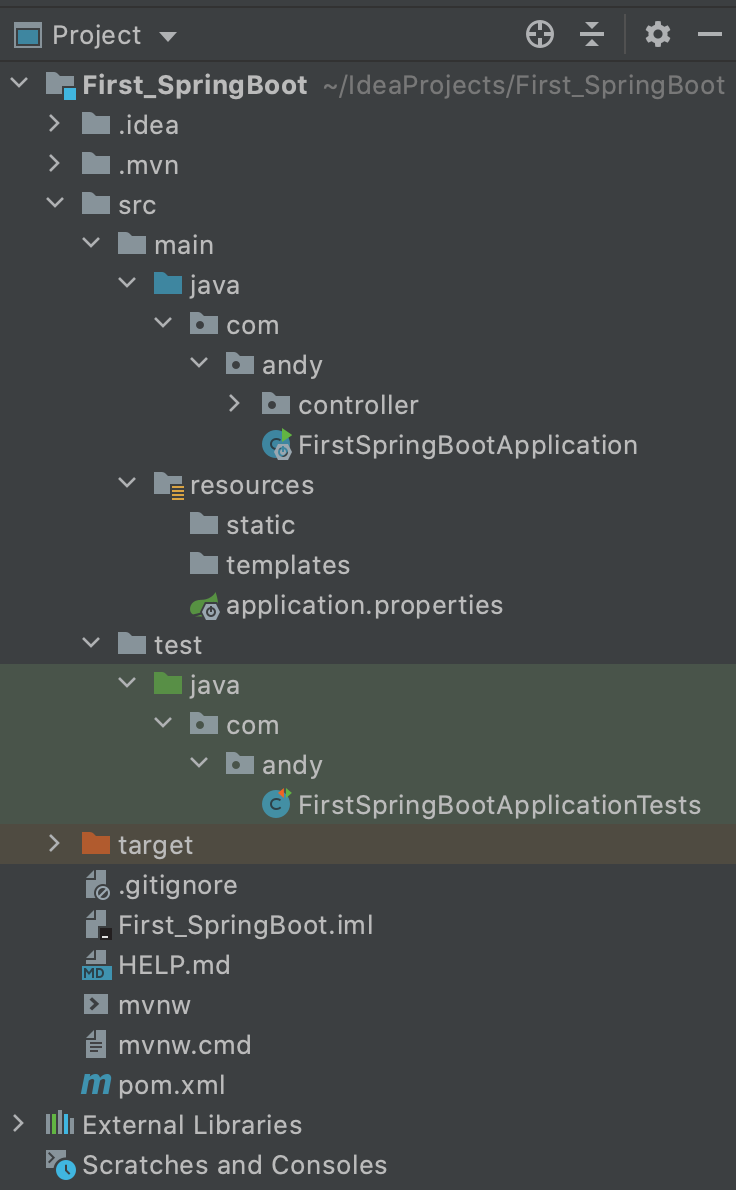 Project
First_SpringBoot ~/IdeaProjects/First_SpringBoot
.idea
.mvn
src
main
java
com
andy
controller
FirstSpringBootApplication
resources
static
templates
application.properties
test
java
com
andy
C FirstSpringBootApplicationTests
target
.gitignore
First_SpringBoot.iml
MD HELP.md
mvnw
mvnw.cmd
m pom.xml
External Libraries
Scratches and Consoles